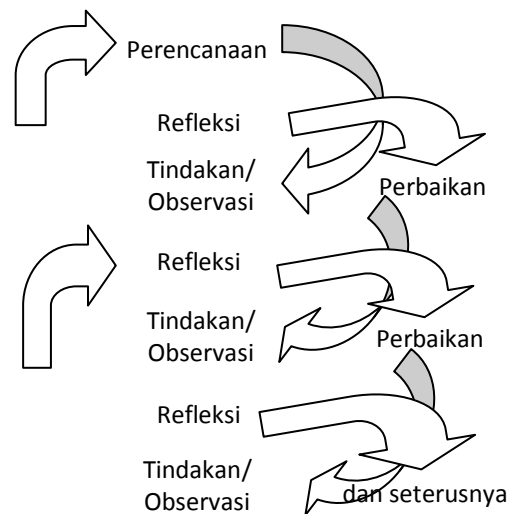 Perencanaan
Refleksi
Tindakan/
Observasi
Perbaikan
Refleksi
Tindakan/
Observasi
Perbaikan
Refleksi
Tindakan/
Observasi
dan seterusnya